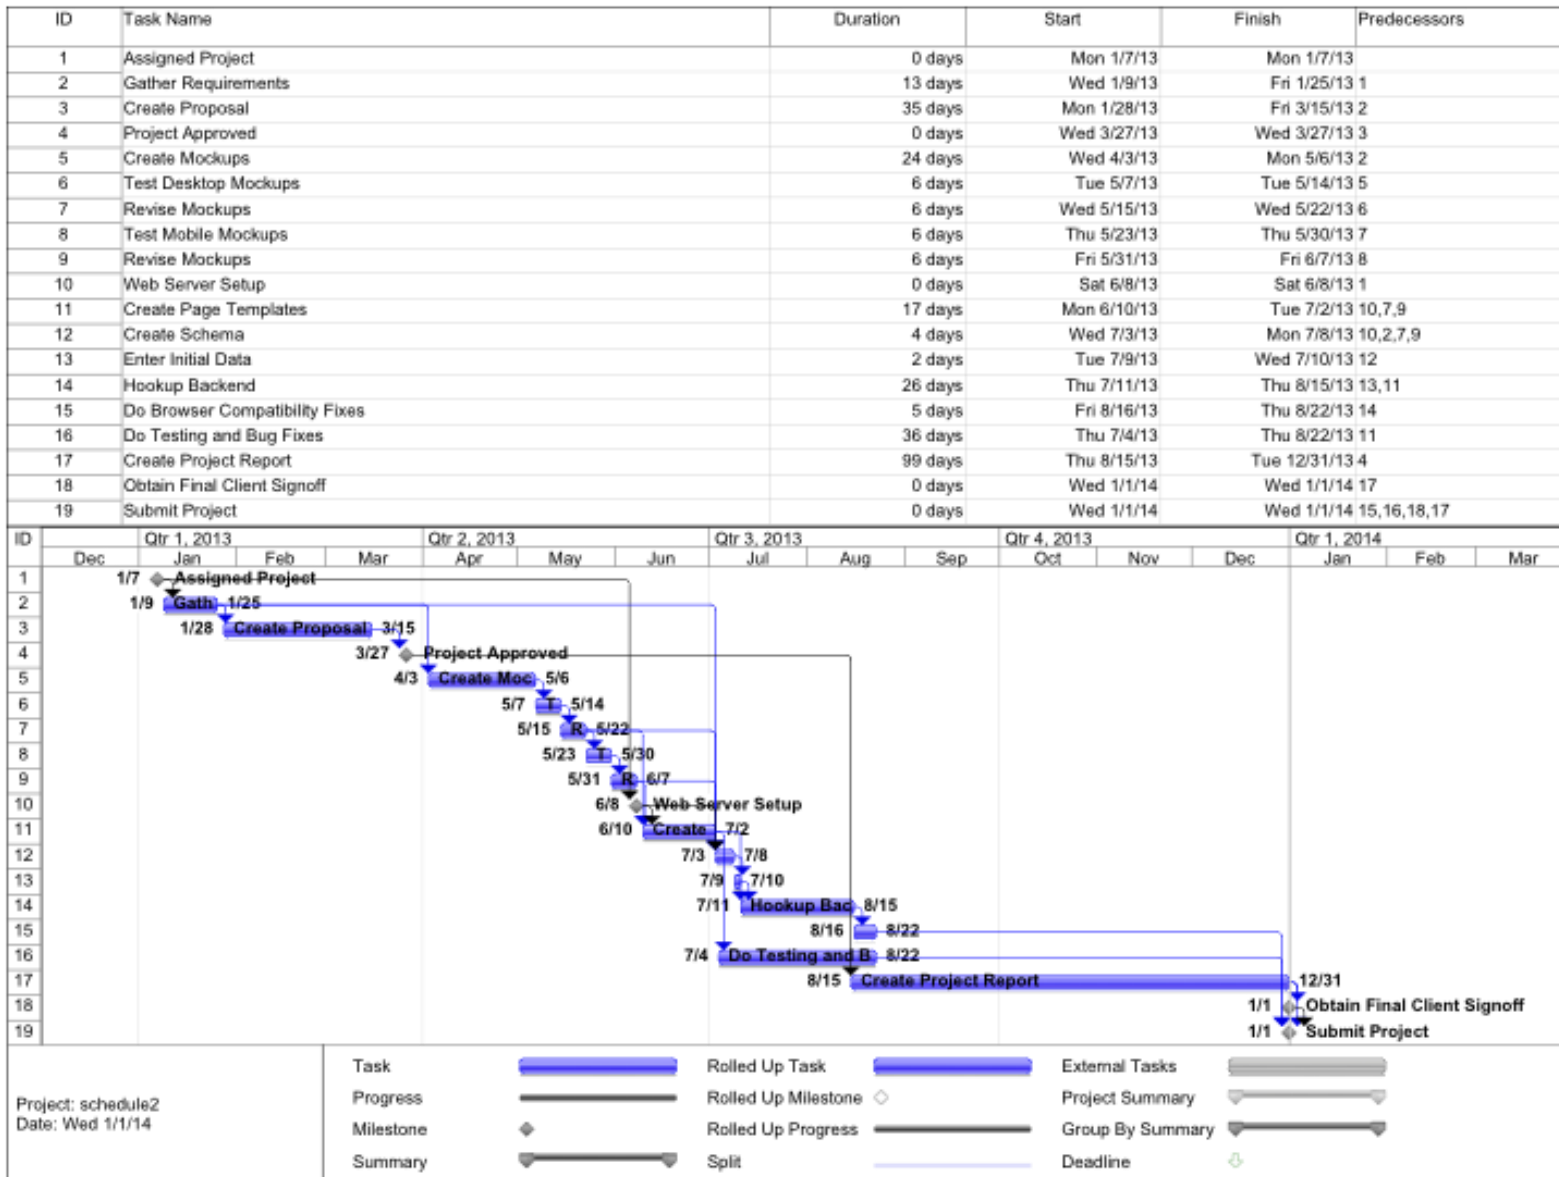 ID Task Name Duration Start Finish Predecessors
1 Assigned Project 0 days Mon 1/7/13 Mon 1/7/13
2 Gather Requirements 13 days Wed 1/9/13 Fri 1/25/13 1
3 Create Proposal 35 days Mon 1/28/13 Fri 3/15/13 2
4 Project Approved 0 days Wed 3/27/13 Wed 3/27/13 3
5 Create Mockups 24 days Wed 4/3/13 Mon 5/6/13 2
6 Test Desktop Mockups 6 days Tue 5/7/13 Tue 5/14/13 5
7 Revise Mockups 6 days Wed 5/15/13 Wed 5/22/13 6
8 Test Mobile Mockups 6 days Thu 5/23/13 Thu 5/30/13 7
9 Revise Mockups 6 days Fri 5/31/13 Fri 6/7/13 8
10 Web Server Setup 0 days Sat 6/8/13 Sat 6/8/13 1
11 Create Page Templates 17 days Mon 6/10/13 Tue 7/2/13 10,7,9
12 Create Schema 4 days Wed 7/3/13 Mon 7/8/13 10,2,7,9
13 Enter Initial Data 2 days Tue 7/9/13 Wed 7/10/13 12
14 Hookup Backend 26 days Thu 7/11/13 Thu 8/15/13 13,11
15 Do Browser Compatibility Fixes 5 days Fri 8/16/13 Thu 8/22/13 14
16 Do Testing and Bug Fixes 36 days Thu 7/4/13 Thu 8/22/13 11
17 Create Project Report 99 days Thu 8/15/13 Tue 12/31/13 4
18 Obtain Final Client Signoff 0 days Wed 1/1/14 Wed 1/1/14 17
19 Submit Project 0 days Wed 1/1/14 Wed 1/1/14 15,16,18,17
ID Qtr 1, 2013 Qtr 2, 2013 Qtr 3, 2013 Qtr 4, 2013 Qtr 1, 2014
Dec Jan Feb Mar Apr May Jun Jul Aug Sep Oct Nov Dec Jan Feb Mar
1 1/7 Assigned Project
2 1/9 Gath 1/25
3 1/28 Create Proposal 3/15
4 3/27 Project Approved
5 4/3 Create Moc 5/6
6 5/7 T 5/14
7 5/15 R 5/22
8 5/23 T 5/30
9 5/31 R 6/7
10 6/8 Web Server Setup
11 6/10 Create 7/2
12 7/3 7/8
13 7/9 7/10
14 7/11 Hookup Bac 8/15
15 8/16 8/22
16 7/4 Do Testing and B 8/22
17 8/15 Create Project Report 12/31
18 1/1 Obtain Final Client Signoff
19 1/1 Submit Project
Project: schedule2
Date: Wed 1/1/14
Task Rolled Up Task External Tasks
Progress Rolled Up Milestone Project Summary
Milestone Rolled Up Progress Group By Summary
Summary Split Deadline